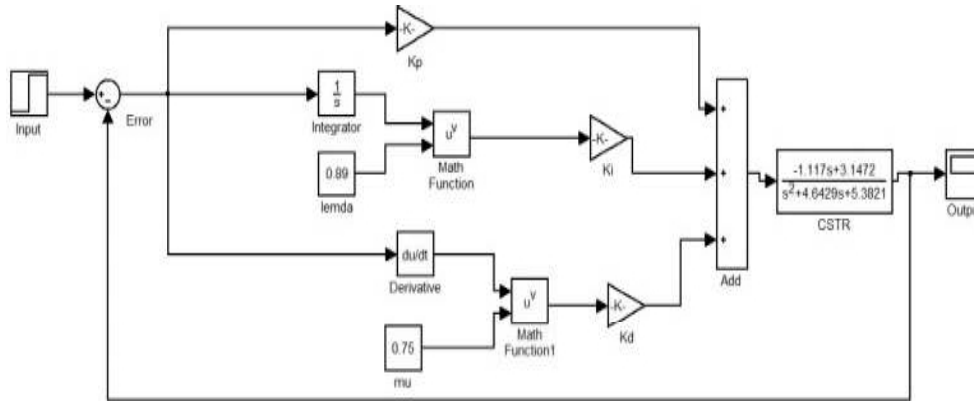 -K-
Kp
+
-
Input
Error
1
s
Integrator
u^v
Math
Function
0.89
lemda
-K-
Ki
+
+
+
Add
-1.117s+3.1472
s^2+4.6429s+5.3821
CSTR
Outp
du/dt
Derivative
u^v
Math
Function1
-K-
Kd
0.75
mu